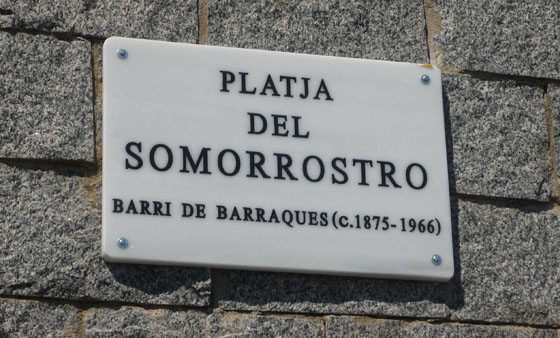 PLATJA
DEL
SOMORROSTRO
BARRI DE BARRAQUES (C.1875-1966)